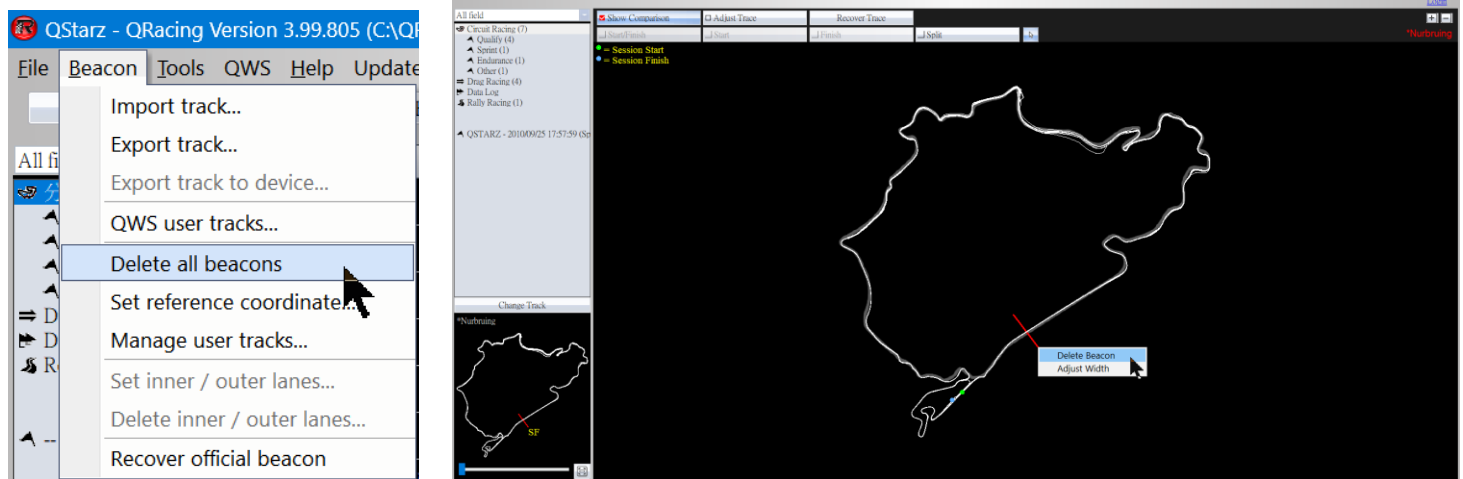 QStarz - QRacing Version 3.99.805 (C:\QR
File Beacon Tools QWS Help Update
Import track...
Export track...
Export track to device...
QWS user tracks...
Delete all beacons
Set reference coordinate...
Manage user tracks...
Set inner / outer lanes...
Delete inner / outer lanes...
Recover official beacon
All fi
D
D
R
--
Login
All field
Circuit Racing (7)
Qualify (4)
Sprint (1)
Endurance (1)
Other (1)
Drag Racing (4)
Data Log
Rally Racing (1)
QSTARZ - 2010/09/25 17:57:59 (Sp
Show Comparison Adjust Trace Recover Trace
Start/Finish Start Finish Split
= Session Start
= Session Finish
*Nurbruing
Delete Beacon
Adjust Width
Change Track
*Nurbruing
SF